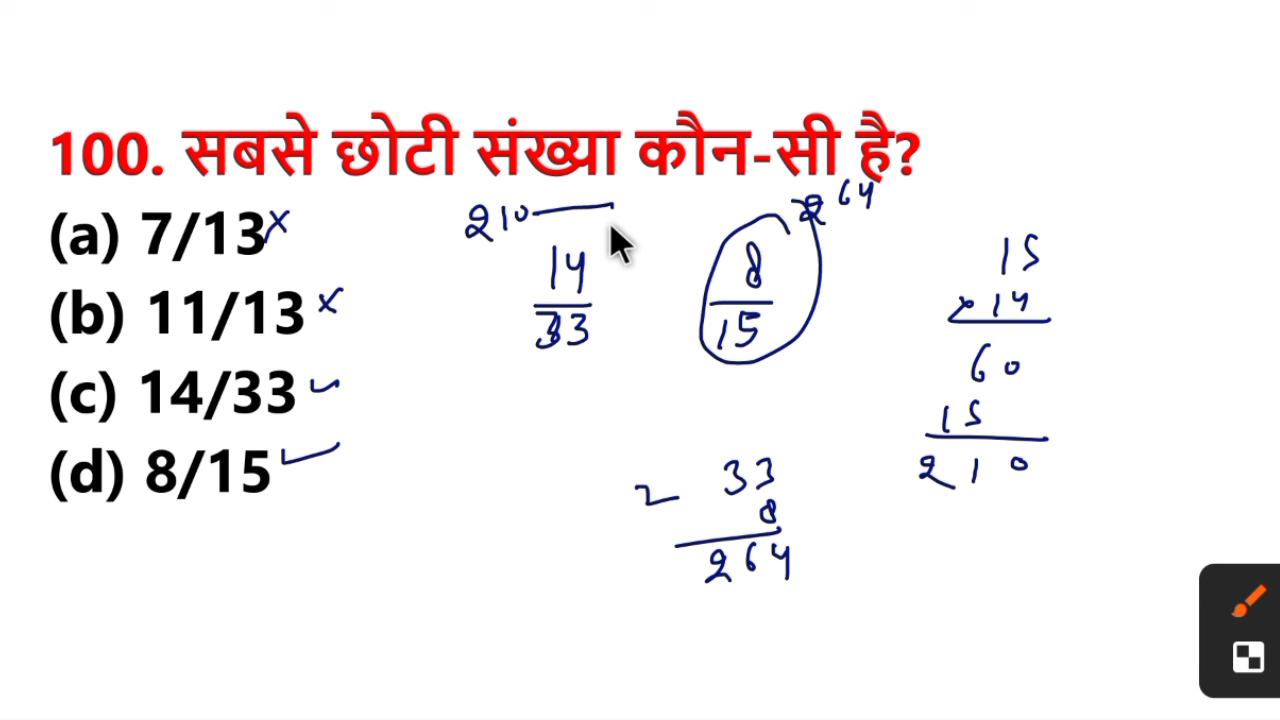 100. सबसे छोटी संख्या कौन-सी है?
(a) 7/13 ×
(b) 11/13 ×
(c) 14/33 ✓
(d) 8/15 ✓
210
14
33
264
8
15
15
× 14
60
15
210
33
8
264